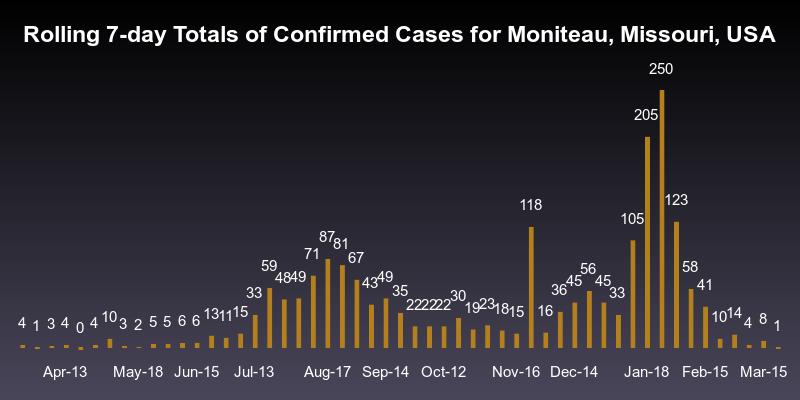 Rolling 7-day Totals of Confirmed Cases for Moniteau, Missouri, USA
4 1 3 4 0 4 10 3 2 5 5 6 6 13 11 15 33 59 48 49 71 87 81 67 43 49 35 22 22 22 30 19 23 18 15 118 16 36 45 56 45 33 105 205 250 123 58 41 10 14 4 8 1
Apr-13 May-18 Jun-15 Jul-13 Aug-17 Sep-14 Oct-12 Nov-16 Dec-14 Jan-18 Feb-15 Mar-15